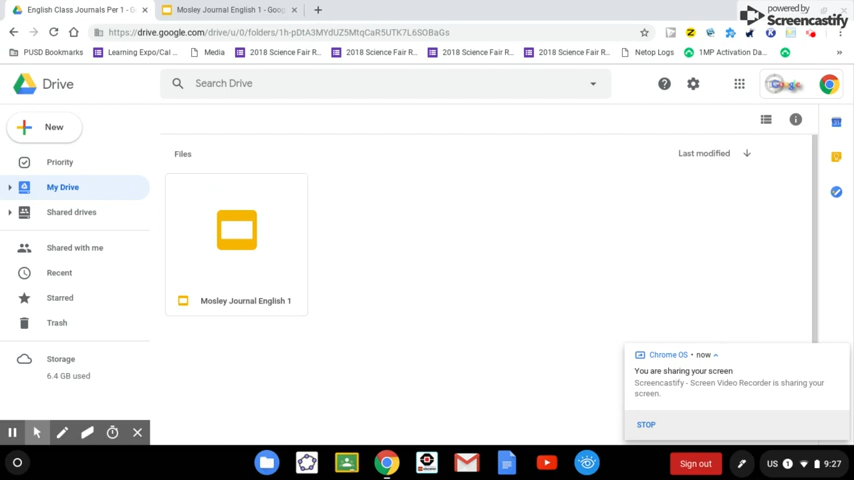 English Class Journals Per 1 - G
Mosley Journal English 1 - Goog
powered by
Screencastify
https://drive.google.com/drive/u/0/folders/1h-pDtA3MYdUZ5MtqCaR5UTK7L6SOBaGs
PUSD Bookmarks
Learning Expo/Cal ...
Media
2018 Science Fair R...
2018 Science Fair R...
2018 Science Fair R...
2018 Science Fair R...
Netop Logs
1MP Activation Da...
Drive
Search Drive
New
Priority
My Drive
Shared drives
Shared with me
Recent
Starred
Trash
Storage
6.4 GB used
Files
Last modified
Mosley Journal English 1
Chrome OS • now
You are sharing your screen
Screencastify - Screen Video Recorder is sharing your
screen.
STOP
Sign out
US
1
9:27